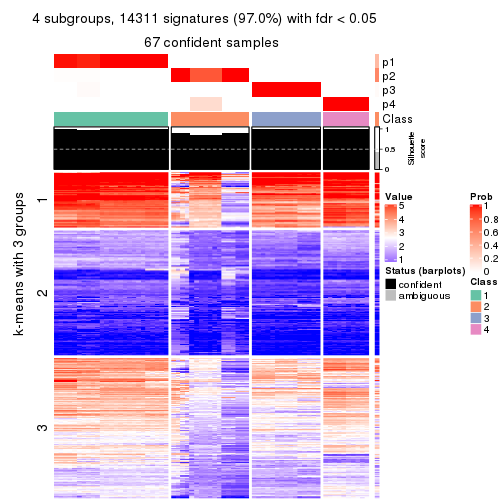 4 subgroups, 14311 signatures (97.0%) with fdr < 0.05
67 confident samples
p1
p2
p3
p4
Class
1
0.5
0
Silhouette
score
k-means with 3 groups
1
2
3
Value
5
4
3
2
1
Status (barplots)
confident
ambiguous
Prob
1
0.8
0.6
0.4
0.2
0
Class
1
2
3
4